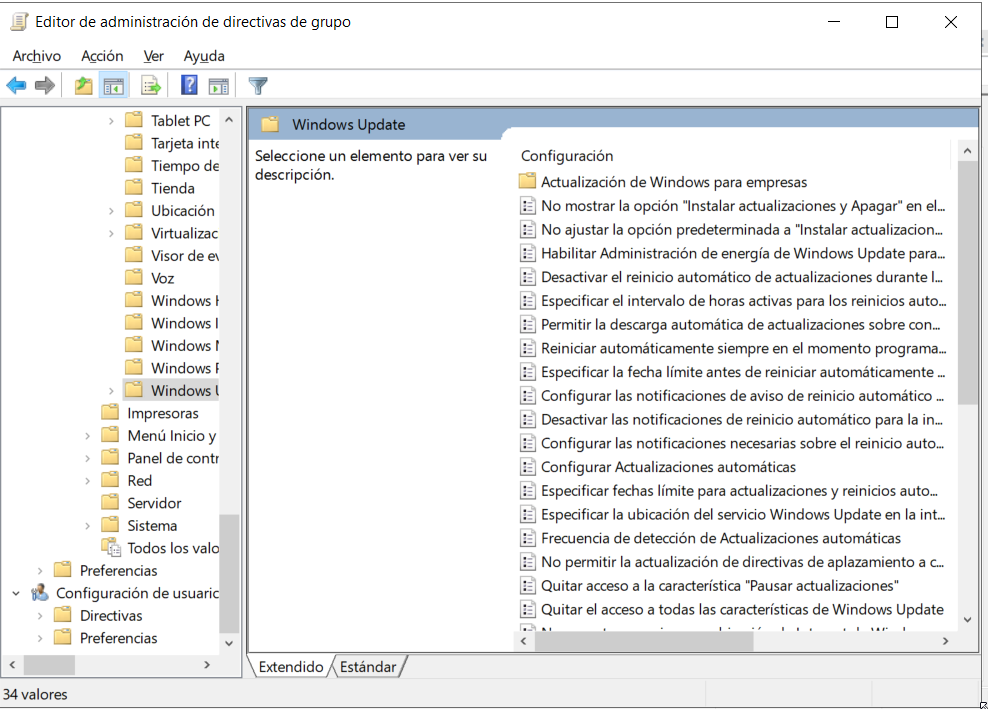 Editor de administración de directivas de grupo
Archivo Acción Ver Ayuda
Tablet PC
Tarjeta inte
Tiempo de
Tienda
Ubicación
Virtualizac
Visor de ev
Voz
Windows
Windows I
Windows
Windows
Windows U
Impresoras
Menú Inicio y
Panel de contr
Red
Servidor
Sistema
Todos los valo
Preferencias
Configuración de usuaric
Directivas
Preferencias
Windows Update
Seleccione un elemento para ver su
descripción.
Configuración
Actualización de Windows para empresas
No mostrar la opción "Instalar actualizaciones y Apagar" en el...
No ajustar la opción predeterminada a "Instalar actualizacion...
Habilitar Administración de energía de Windows Update para...
Desactivar el reinicio automático de actualizaciones durante l...
Especificar el intervalo de horas activas para los reinicios auto...
Permitir la descarga automática de actualizaciones sobre con...
Reiniciar automáticamente siempre en el momento programa...
Especificar la fecha límite antes de reiniciar automáticamente ...
Configurar las notificaciones de aviso de reinicio automático ...
Desactivar las notificaciones de reinicio automático para la in...
Configurar las notificaciones necesarias sobre el reinicio auto...
Configurar Actualizaciones automáticas
Especificar fechas límite para actualizaciones y reinicios auto...
Especificar la ubicación del servicio Windows Update en la int...
Frecuencia de detección de Actualizaciones automáticas
No permitir la actualización de directivas de aplazamiento a c...
Quitar acceso a la característica "Pausar actualizaciones"
Quitar el acceso a todas las características de Windows Update
Extendido Estándar
34 valores